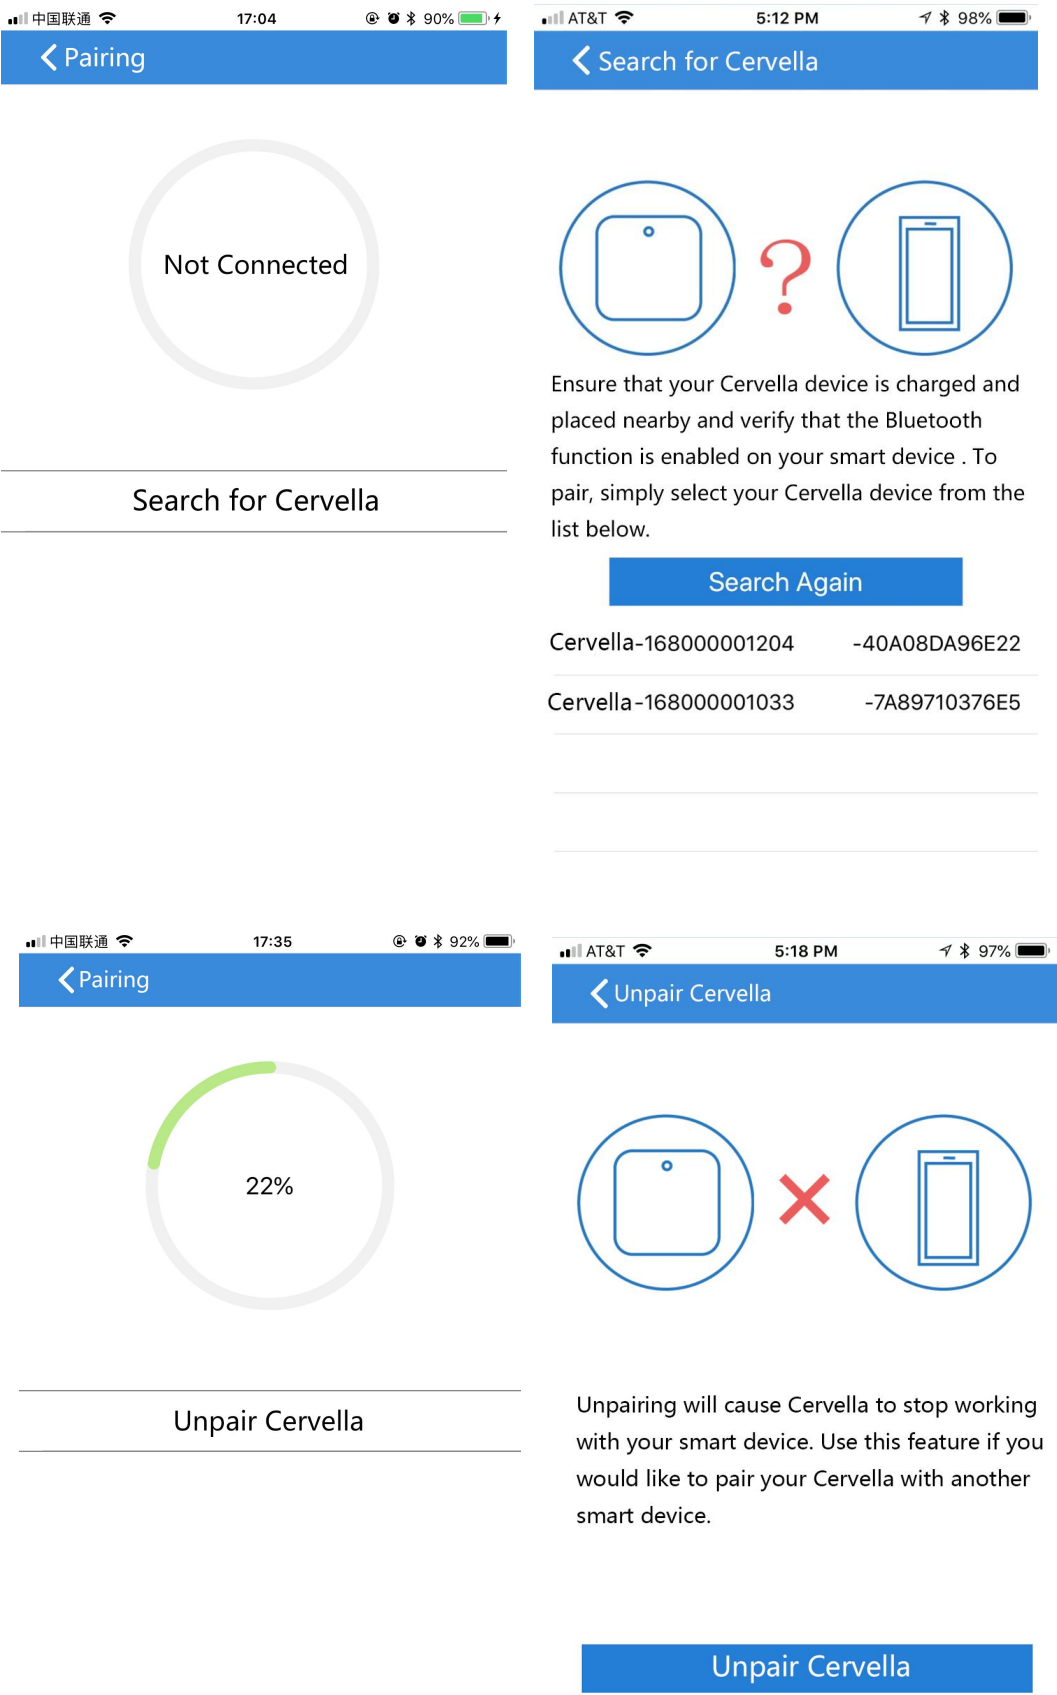 中国联通 17:04 90%
Pairing
Not Connected
Search for Cervella
AT&T 5:12 PM 98%
Search for Cervella
?
Ensure that your Cervella device is charged and
placed nearby and verify that the Bluetooth
function is enabled on your smart device . To
pair, simply select your Cervella device from the
list below.
Search Again
Cervella-168000001204 -40A08DA96E22
Cervella-168000001033 -7A89710376E5
中国联通 17:35 92%
Pairing
22%
Unpair Cervella
AT&T 5:18 PM 97%
Unpair Cervella
Unpairing will cause Cervella to stop working
with your smart device. Use this feature if you
would like to pair your Cervella with another
smart device.
Unpair Cervella